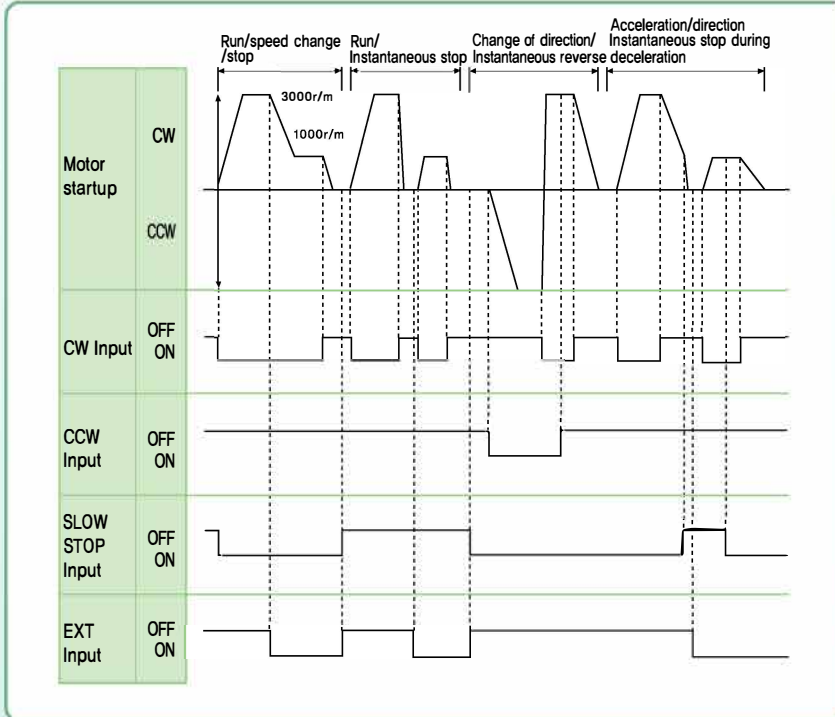 Run/speed change
/stop
Run/
Instantaneous stop
Change of direction/
Instantaneous reverse
Acceleration/direction
Instantaneous stop during
deceleration
3000r/m
1000r/m
Motor
startup
CW
CCW
CW Input
OFF
ON
CCW
Input
OFF
ON
SLOW
STOP
Input
OFF
ON
EXT
Input
OFF
ON